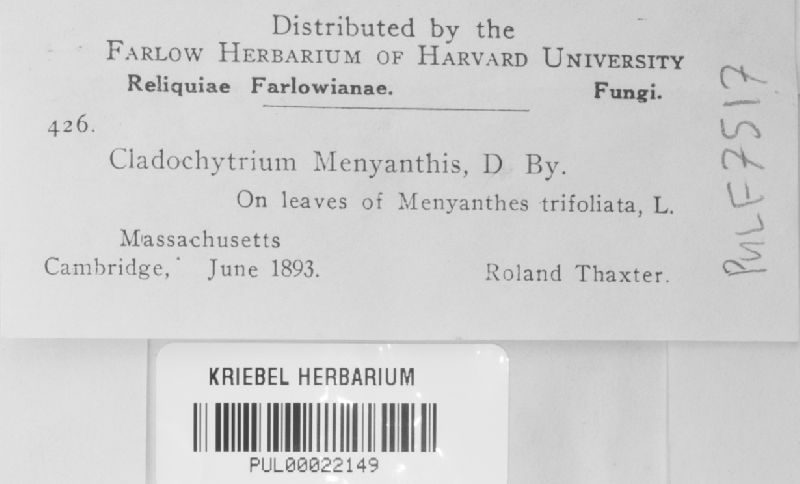 Distributed by the
Farlow Herbarium of Harvard University
Reliquiae Farlowianae. Fungi.
426.
Cladochytrium Menyanthis, D By.
On leaves of Menyanthes trifoliata, L.
Massachusetts
Cambridge, June 1893. Roland Thaxter.
PULF7517
KRIEBEL HERBARIUM
PUL00022149